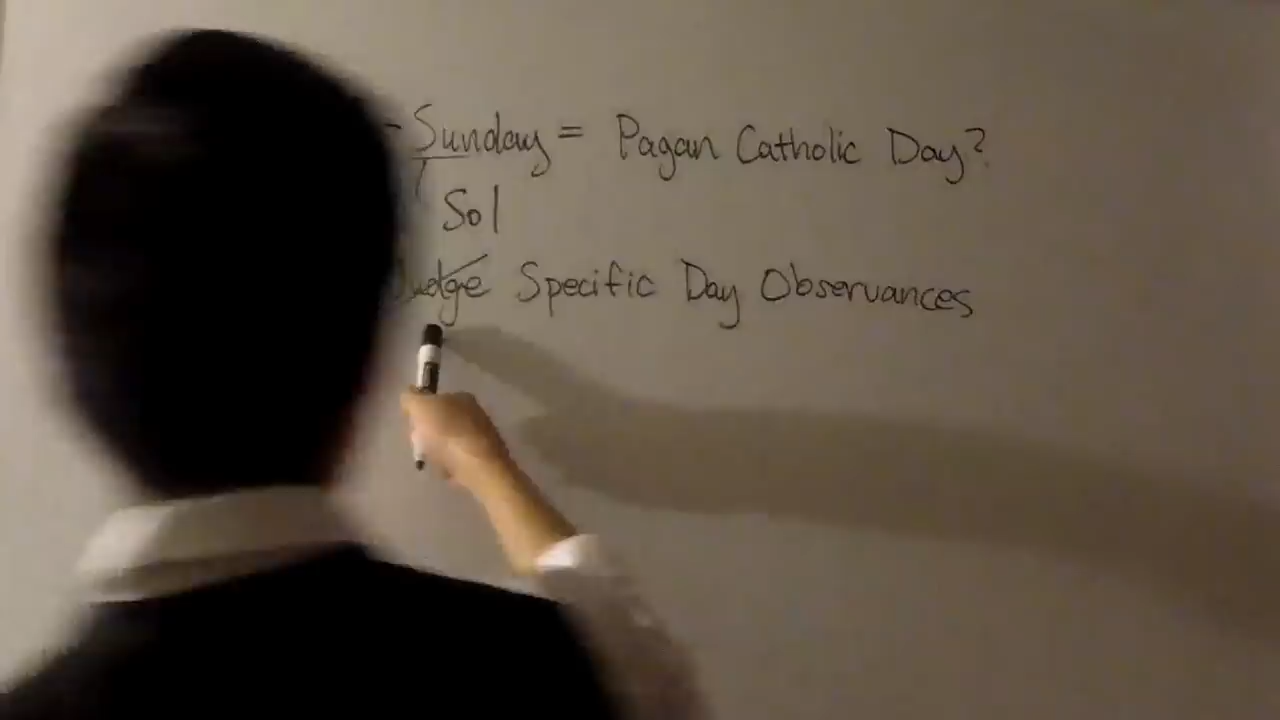 - Sunday = Pagan Catholic Day?
Sol
Judge Specific Day Observances